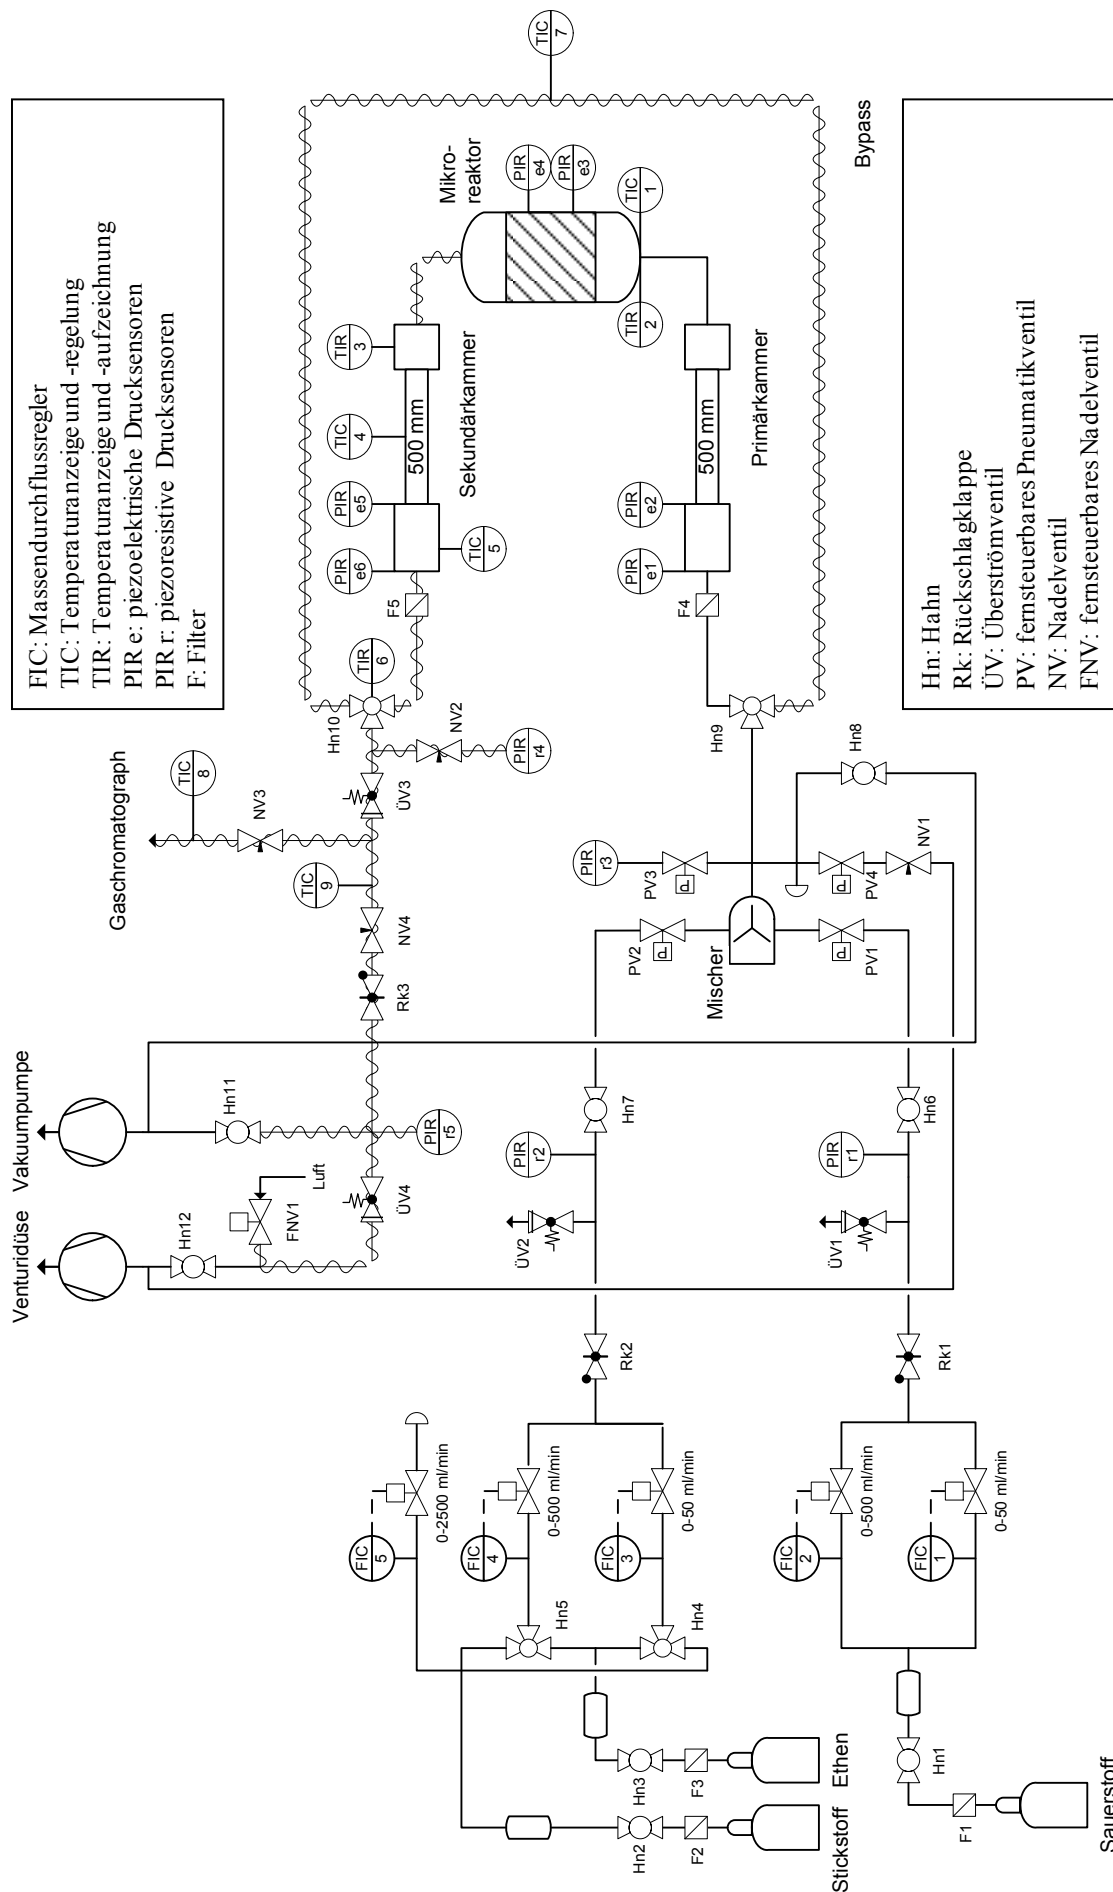 FIC: Massendurchflussregler
TIC: Temperaturanzeige und -regelung
TIR: Temperaturanzeige und -aufzeichnung
PIR e: piezoelektrische Drucksensoren
PIR r: piezoresistive Drucksensoren
F: Filter
Hn: Hahn
Rk: Rückschlagklappe
ÜV: Überströmventil
PV: fernsteuerbares Pneumatikventil
NV: Nadelventil
FNV: fernsteuerbares Nadelventil
Venturidüse
Vakuumpumpe
Gaschromatograph
Hn12
FNV1
Luft
Hn11
PIR
r5
ÜV4
Rk3
NV4
TIC
9
NV3
TIC
8
ÜV3
NV2
PIR
r4
Hn10
TIR
6
F5
PIR
e6
PIR
e5
TIC
5
TIC
4
500 mm
TIR
3
Sekundärkammer
Mikro-
reaktor
PIR
e4
PIR
e3
TIC
1
TIR
2
TIC
7
Bypass
Primärkammer
500 mm
PIR
e2
PIR
e1
F4
Hn9
Hn8
PIR
r3
PV3
PV4
NV1
PV2
PV1
P
P
P
P
Mischer
Hn7
Hn6
PIR
r2
PIR
r1
ÜV2
ÜV1
Rk2
Rk1
FIC
5
0-2500 ml/min
FIC
4
0-500 ml/min
FIC
3
0-50 ml/min
FIC
2
0-500 ml/min
FIC
1
0-50 ml/min
Hn5
Hn4
Hn3
F3
Ethen
Hn2
F2
Stickstoff
Hn1
F1
Sauerstoff